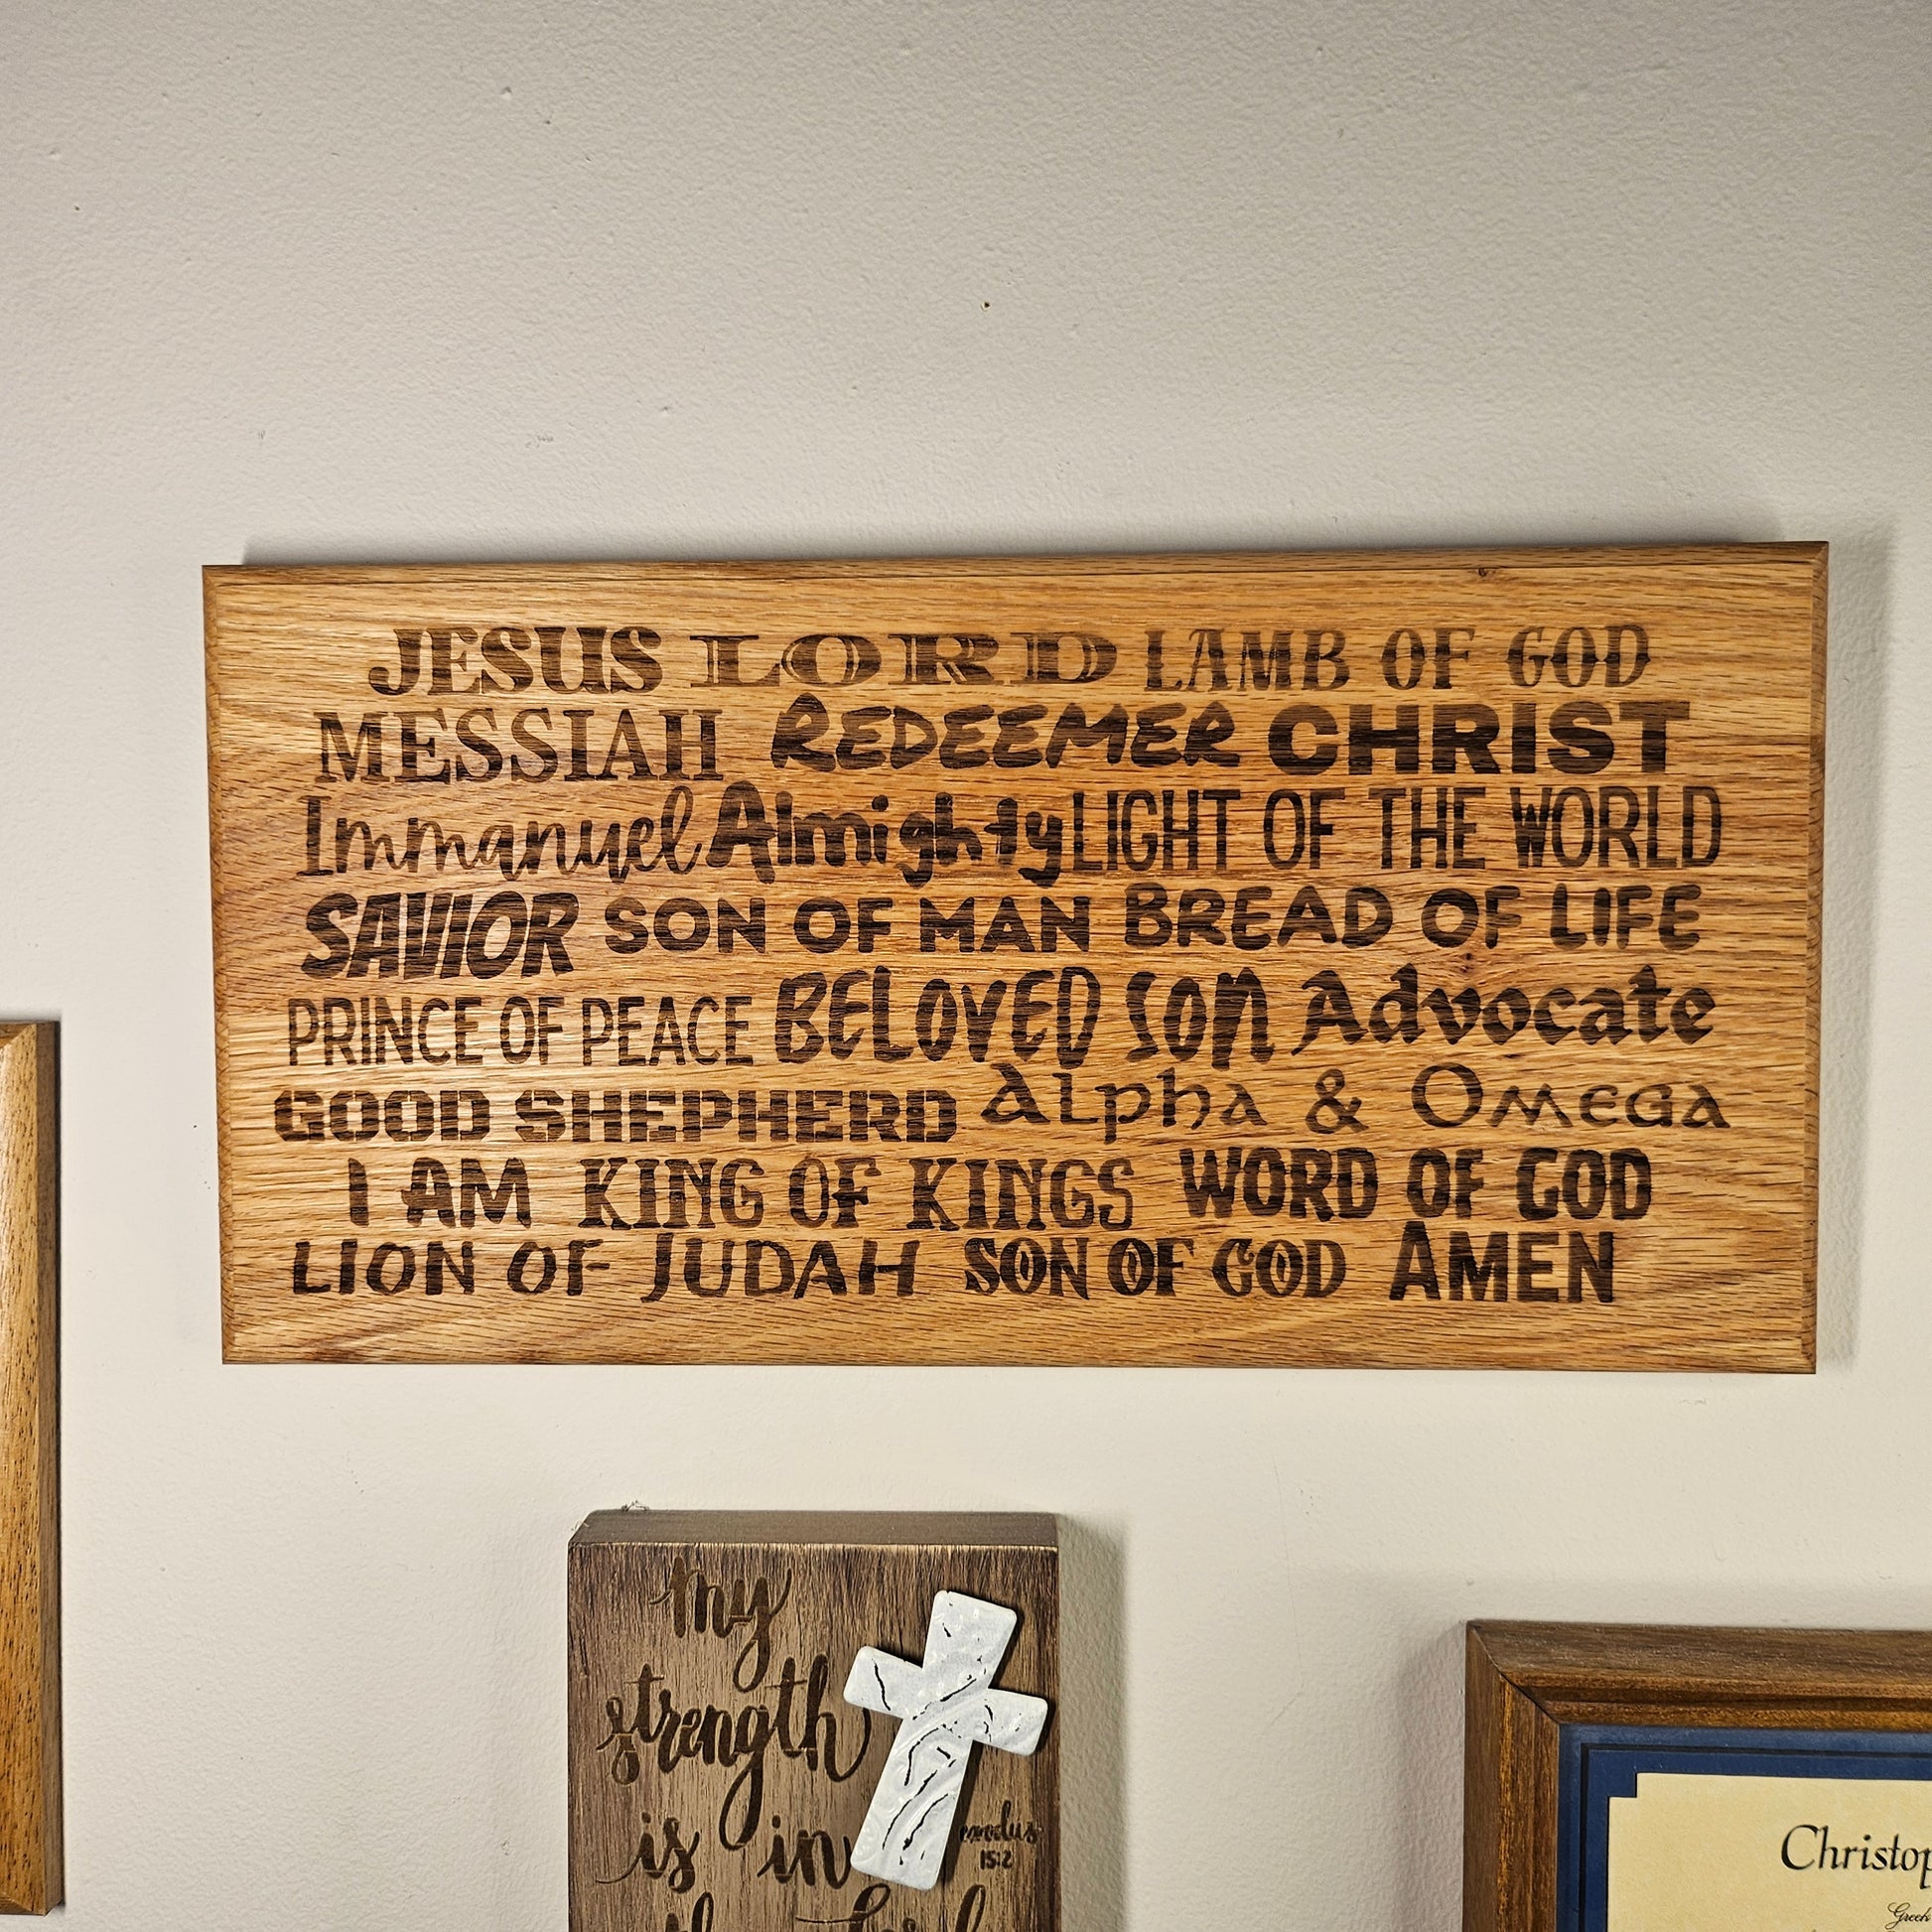 JESUS LORD LAMB OF GOD
MESSIAH REDEEMER CHRIST
Immanuel Almighty LIGHT OF THE WORLD
SAVIOR SON OF MAN BREAD OF LIFE
PRINCE OF PEACE BELOVED SON Advocate
GOOD SHEPHERD Alpha & Omega
I AM KING OF KINGS WORD OF GOD
LION OF JUDAH SON OF GOD AMEN
my
strength
is in
exodus
15:2
Greek